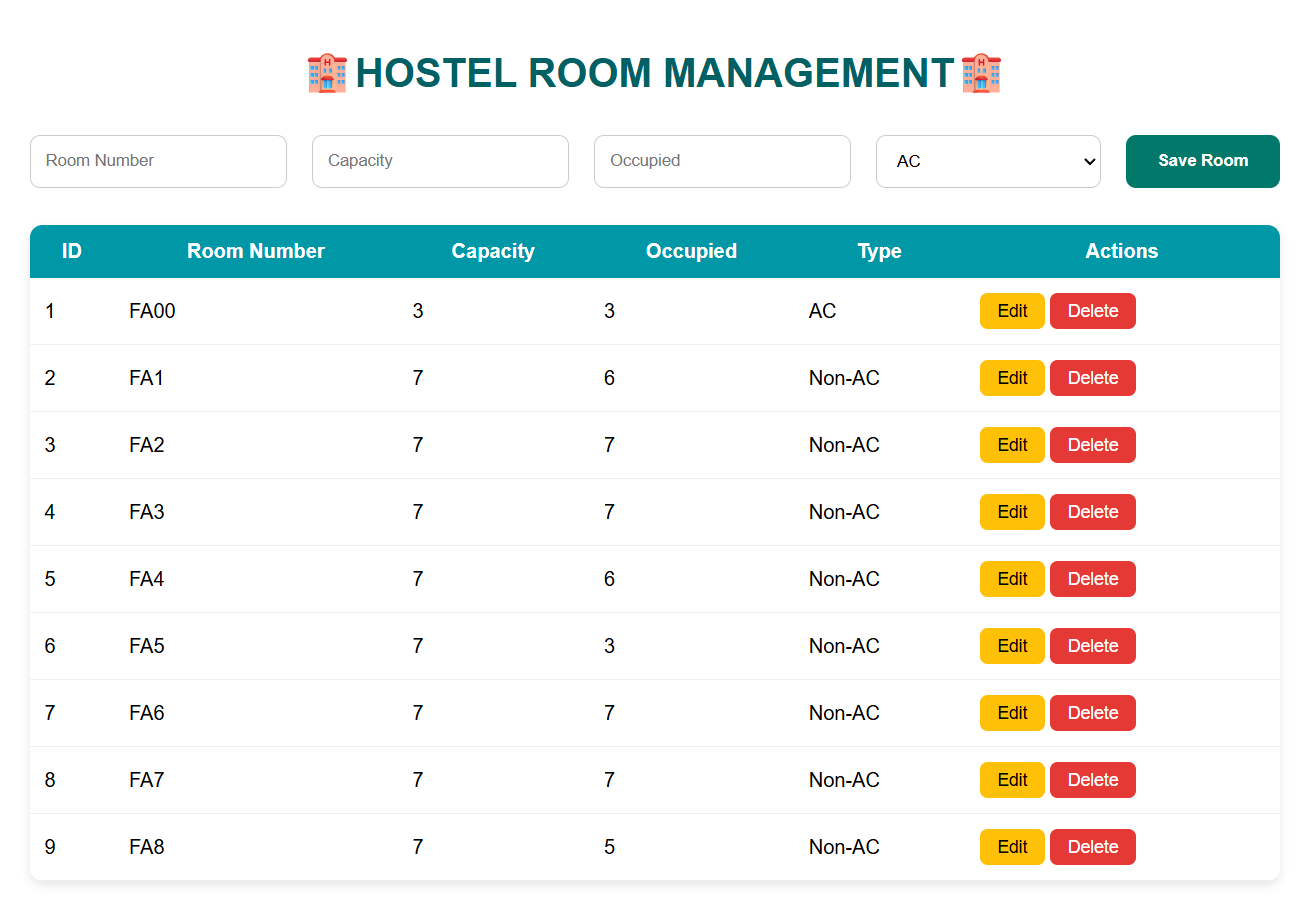 HOSTEL ROOM MANAGEMENT
Room Number Capacity Occupied AC Save Room
ID Room Number Capacity Occupied Type Actions
1 FA00 3 3 AC Edit Delete
2 FA1 7 6 Non-AC Edit Delete
3 FA2 7 7 Non-AC Edit Delete
4 FA3 7 7 Non-AC Edit Delete
5 FA4 7 6 Non-AC Edit Delete
6 FA5 7 3 Non-AC Edit Delete
7 FA6 7 7 Non-AC Edit Delete
8 FA7 7 7 Non-AC Edit Delete
9 FA8 7 5 Non-AC Edit Delete